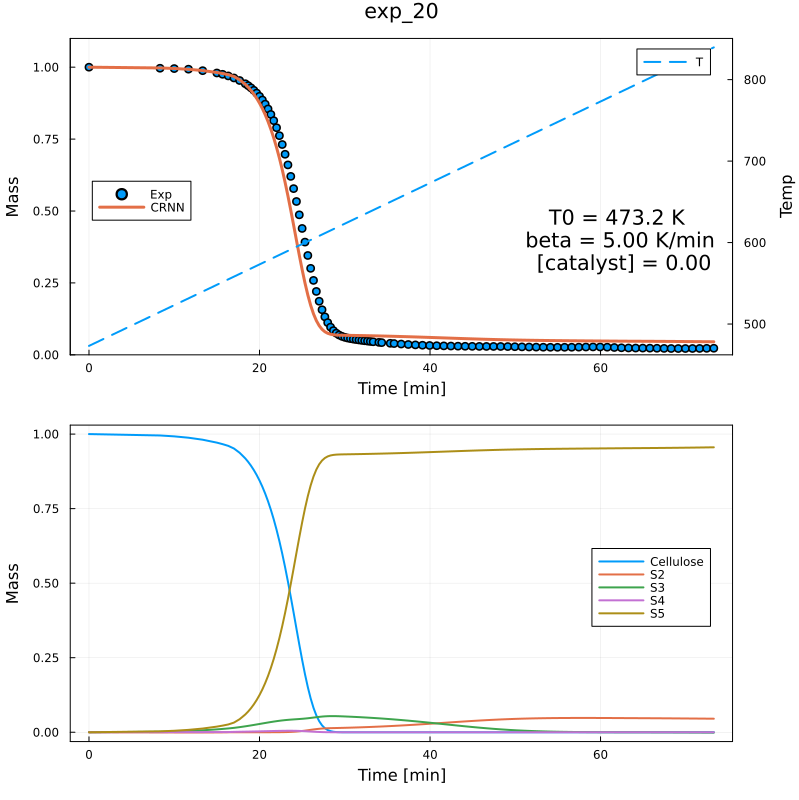 exp_20
1.00
0.75
0.50
0.25
0.00
Mass
0
20
40
60
Time [min]
800
700
600
500
Temp
T
Exp
CRNN
T0 = 473.2 K
beta = 5.00 K/min
[catalyst] = 0.00
1.00
0.75
0.50
0.25
0.00
Mass
0
20
40
60
Time [min]
Cellulose
S2
S3
S4
S5